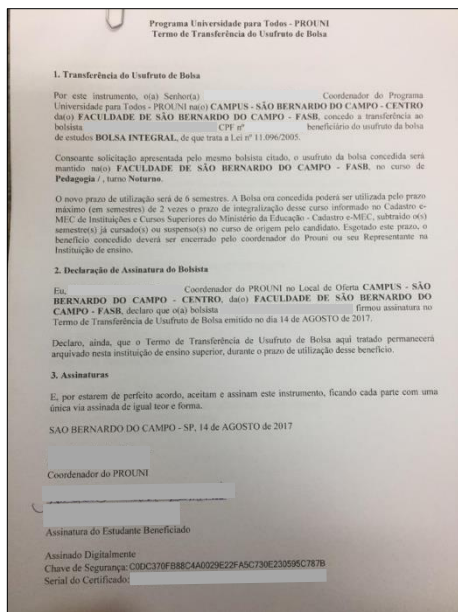 Programa Universidade para Todos - PROUNI
Termo de Transferência do Usufruto de Bolsa
1. Transferência do Usufruto de Bolsa
Por este instrumento, o(a) Senhor(a) Coordenador do Programa
Universidade para Todos - PROUNI na(o) CAMPUS - SÃO BERNARDO DO CAMPO - CENTRO
da(o) FACULDADE DE SÃO BERNARDO DO CAMPO - FASB, concedo a transferência ao
bolsista CPF nº beneficiário do usufruto da bolsa
de estudos BOLSA INTEGRAL, de que trata a Lei nº 11.096/2005.
Consoante solicitação apresentada pelo mesmo bolsista citado, o usufruto da bolsa concedida será
mantido na(o) FACULDADE DE SÃO BERNARDO DO CAMPO - FASB, no curso de
Pedagogia / , turno Noturno.
O novo prazo de utilização será de 6 semestres. A Bolsa ora concedida poderá ser utilizada pelo prazo
máximo (em semestres) de 2 vezes o prazo de integralização desse curso informado no Cadastro e-
MEC de Instituições e Cursos Superiores do Ministério da Educação - Cadastro e-MEC, subtraído o(s)
semestre(s) já cursado(s) ou suspenso(s) no curso de origem pelo candidato. Esgotado este prazo, o
benefício concedido deverá ser encerrado pelo coordenador do Prouni ou seu Representante na
Instituição de ensino.
2. Declaração de Assinatura do Bolsista
Eu, Coordenador do PROUNI no Local de Oferta CAMPUS - SÃO
BERNARDO DO CAMPO - CENTRO, da(o) FACULDADE DE SÃO BERNARDO DO
CAMPO - FASB, declaro que o(a) bolsista firmou assinatura no
Termo de Transferência de Usufruto de Bolsa emitido no dia 14 de AGOSTO de 2017.
Declaro, ainda, que o Termo de Transferência de Usufruto de Bolsa aqui tratado permanecerá
arquivado nesta instituição de ensino superior, durante o prazo de utilização desse benefício.
3. Assinaturas
E, por estarem de perfeito acordo, aceitam e assinam este instrumento, ficando cada parte com uma
única via assinada de igual teor e forma.
SAO BERNARDO DO CAMPO - SP, 14 de AGOSTO de 2017
Coordenador do PROUNI
Assinatura do Estudante Beneficiado
Assinado Digitalmente
Chave de Segurança: C0DC370FB88C4A0029E22FA5C730E230595C787B
Serial do Certificado: